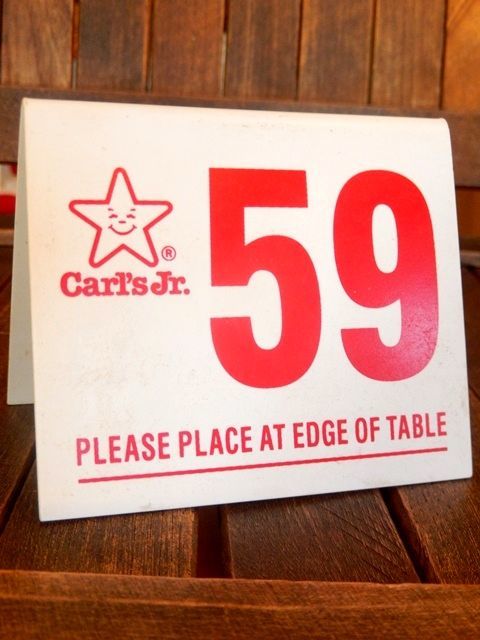 59
®
Carl's Jr.
PLEASE PLACE AT EDGE OF TABLE